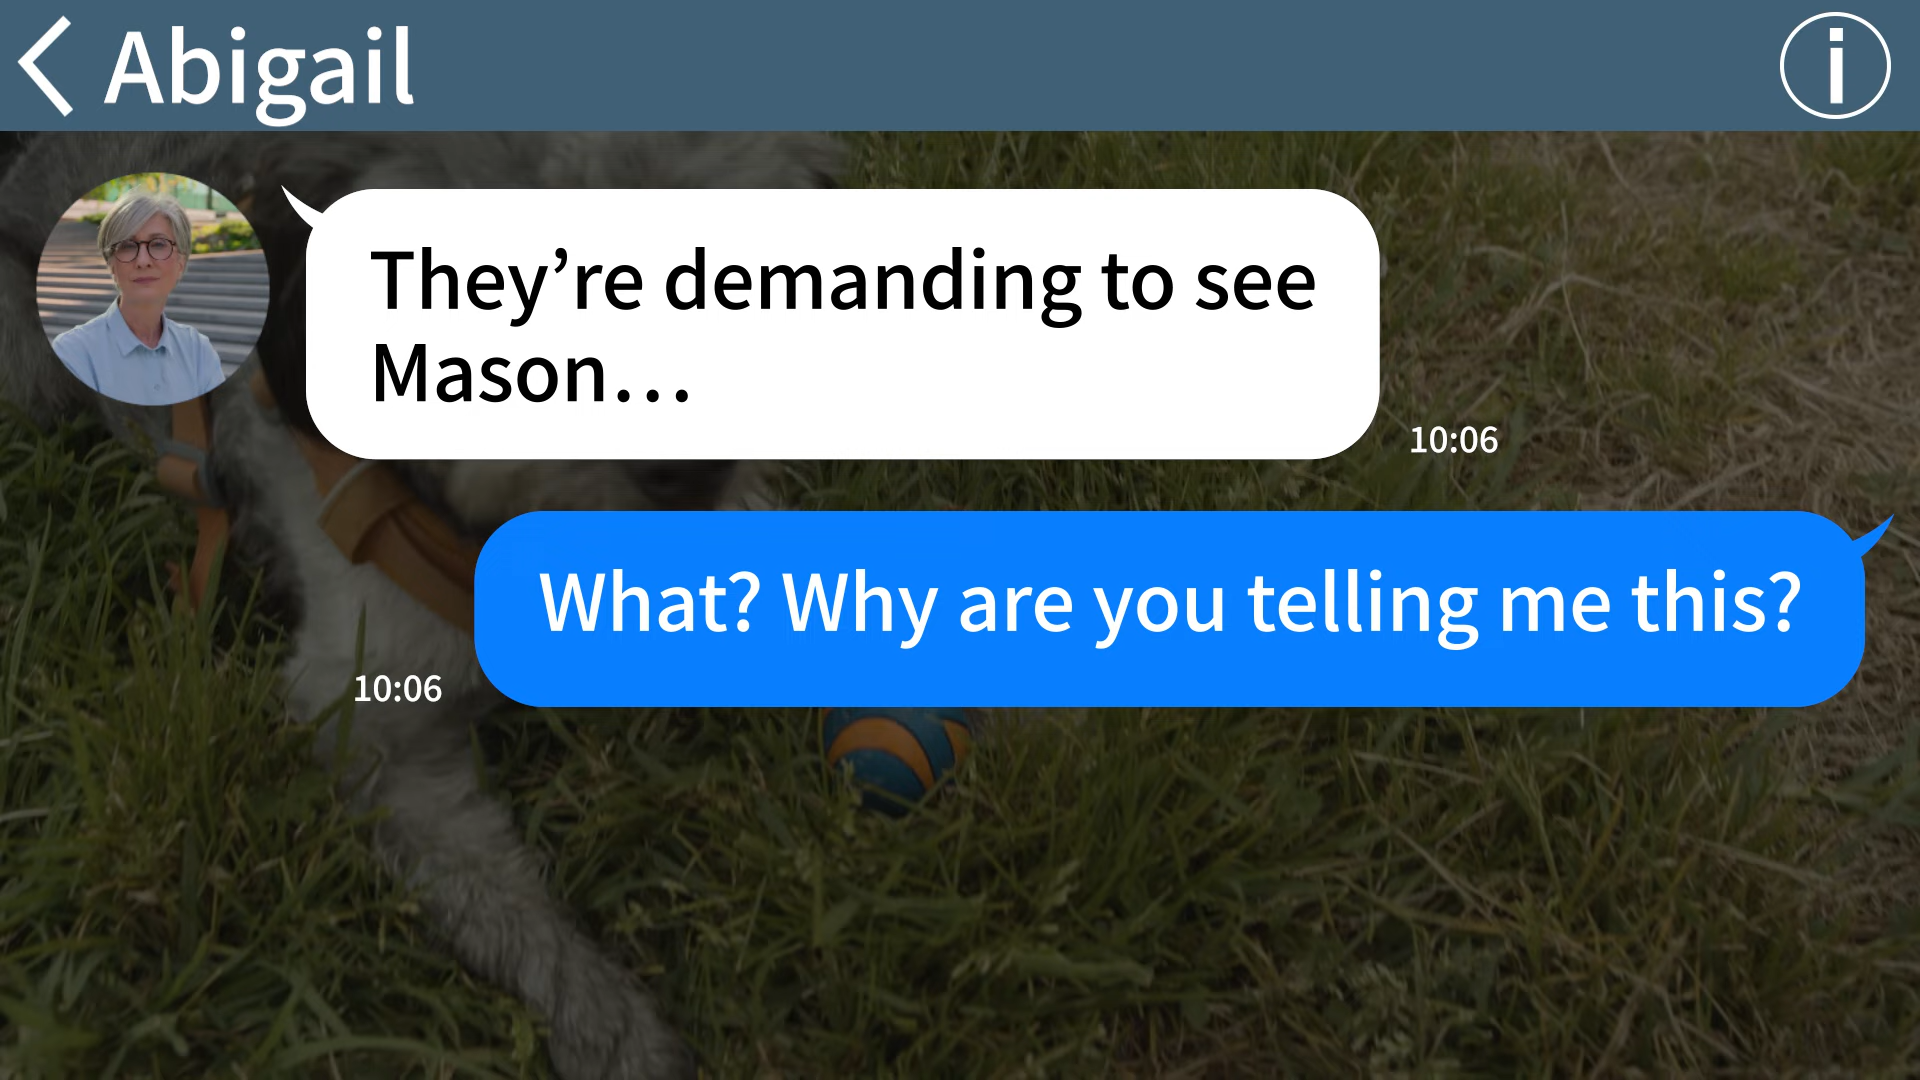 Abigail
They’re demanding to see
Mason…
10:06
What? Why are you telling me this?
10:06